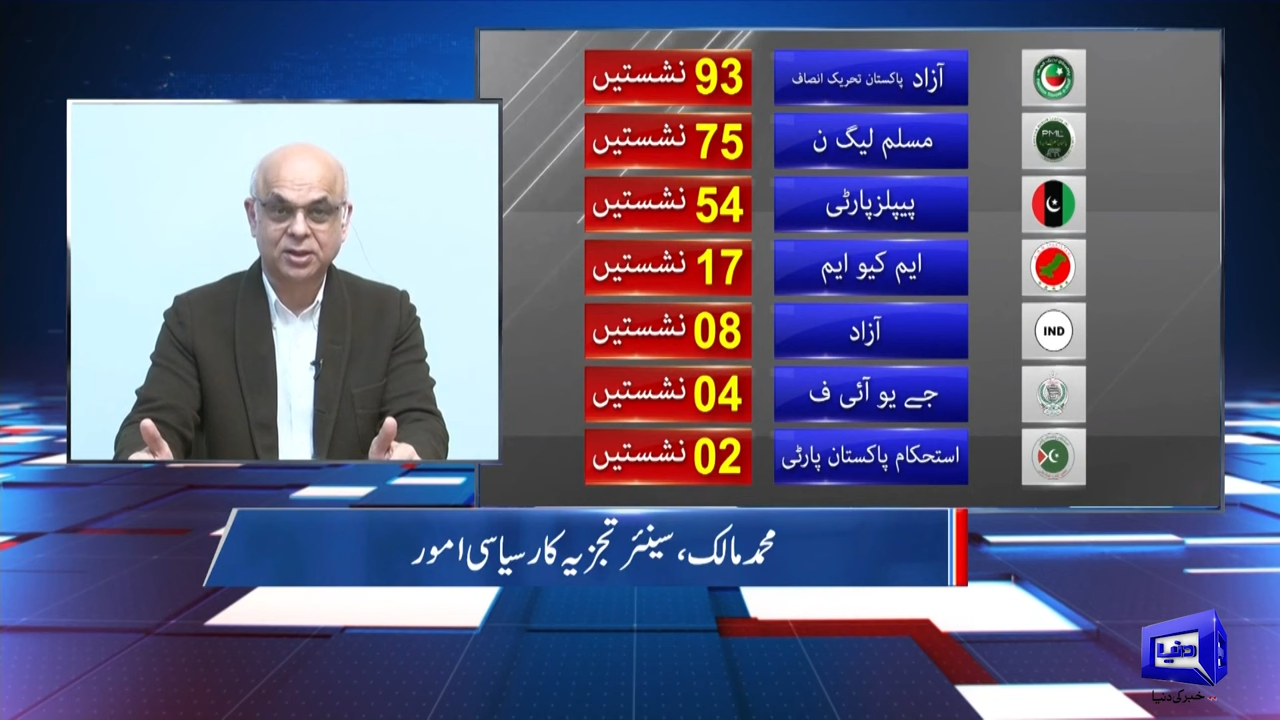 آزاد پاکستان تحریک انصاف 93 نشستیں
مسلم لیگ ن 75 نشستیں
پیپلزپارٹی 54 نشستیں
ایم کیو ایم 17 نشستیں
IND آزاد 08 نشستیں
جے یو آئی ف 04 نشستیں
استحکام پاکستان پارٹی 02 نشستیں
محمد مالک، سینئر تجزیہ کار سیاسی امور
دنیا
خبر کی دنیا